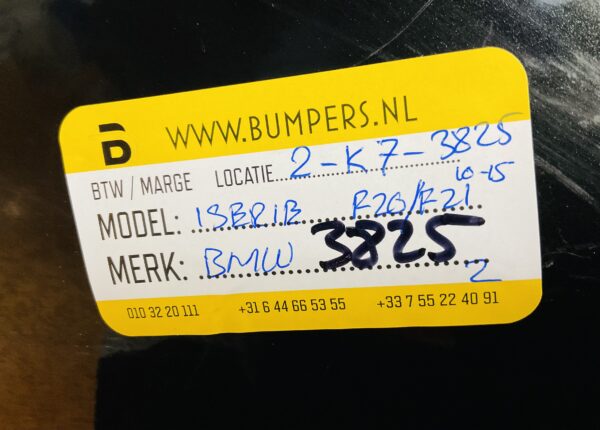 WWW.BUMPERS.NL
BTW / MARGE LOCATIE 2-K7-3825
10-15
MODEL: 1SERIE F20/F21
MERK: BMW 3825
2
010 32 20 111 +31 6 44 66 53 55 +33 7 55 22 40 91